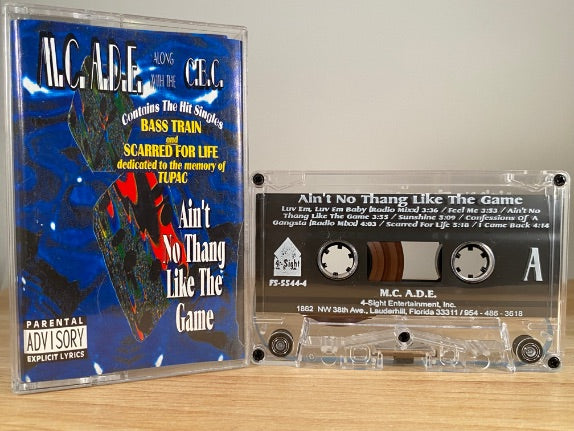 M.C. A.D.E. ALONG WITH THE C.E.C.
Contains The Hit Singles
BASS TRAIN
and
SCARRED FOR LIFE
dedicated to the memory of
TUPAC
Ain't
No Thang
Like The
Game
PARENTAL
ADVISORY
EXPLICIT LYRICS
Ain't No Thang Like The Game
Luv Em, Luv Em Baby (Radio Mixx) 3:36 / Feel Me 3:53 / Ain't No
Thang Like The Game 3:55 / Sunshine 3:09 / Confessions Of A
Gangsta (Radio Mixx) 4:03 / Scarred For Life 3:18 / I Came Back 4:14
4-Sight
FS-5544-4
A
M.C. A.D.E.
4-Sight Entertainment, Inc.
1862 NW 38th Ave., Lauderhill, Florida 33311 / 954 - 486 - 3618